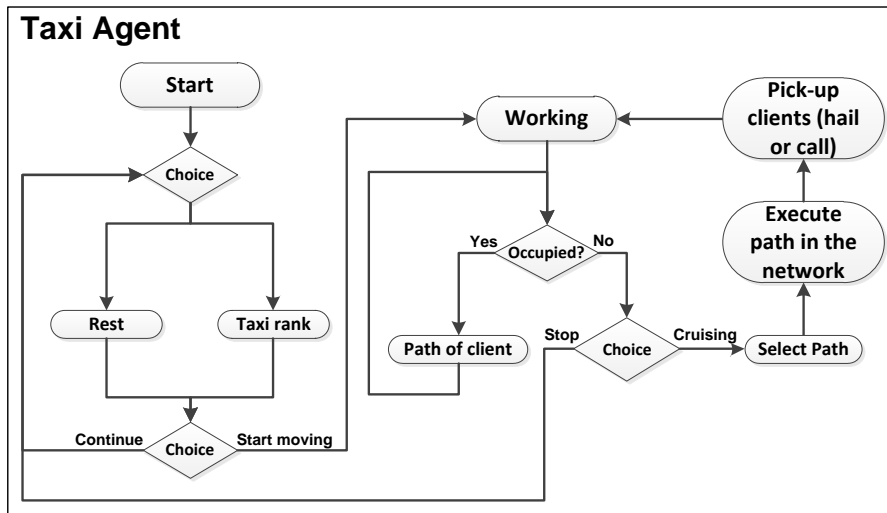 Taxi Agent
Start
Choice
Rest
Taxi rank
Continue
Choice
Start moving
Working
Yes
Occupied?
No
Path of client
Stop
Choice
Cruising
Select Path
Execute
path in the
network
Pick-up
clients (hail
or call)